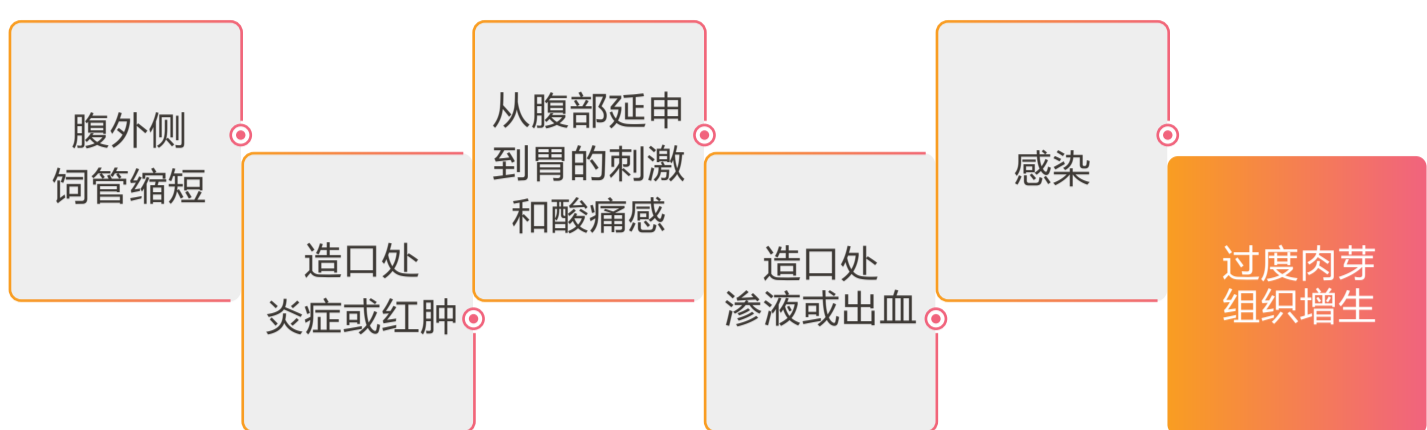 腹外侧
饲管缩短
造口处
炎症或红肿
从腹部延申
到胃的刺激
和酸痛感
造口处
渗液或出血
感染
过度肉芽
组织增生